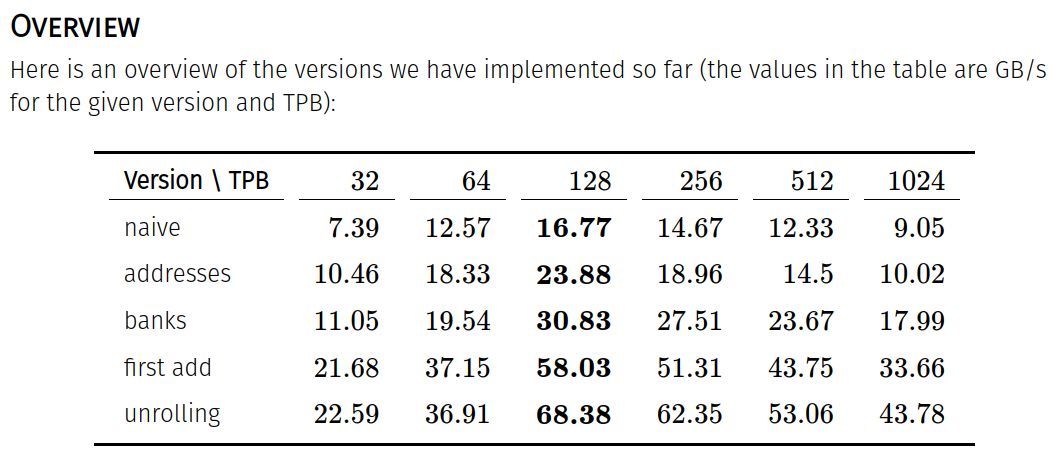 OVERVIEW
Here is an overview of the versions we have implemented so far (the values in the table are GB/s
for the given version and TPB):
Version \ TPB 32 64 128 256 512 1024
naive 7.39 12.57 16.77 14.67 12.33 9.05
addresses 10.46 18.33 23.88 18.96 14.5 10.02
banks 11.05 19.54 30.83 27.51 23.67 17.99
first add 21.68 37.15 58.03 51.31 43.75 33.66
unrolling 22.59 36.91 68.38 62.35 53.06 43.78